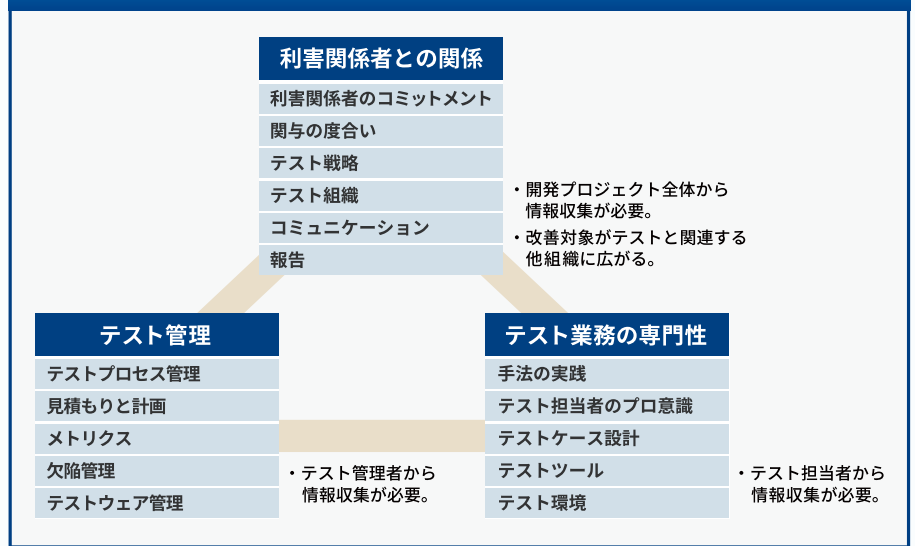 利害関係者との関係
利害関係者のコミットメント
関与の度合い
テスト戦略
テスト組織
コミュニケーション
報告
・開発プロジェクト全体から
情報収集が必要。
・改善対象がテストと関連する
他組織に広がる。
テスト管理
テストプロセス管理
見積もりと計画
メトリクス
欠陥管理
テストウェア管理
・テスト管理者から
情報収集が必要。
テスト業務の専門性
手法の実践
テスト担当者のプロ意識
テストケース設計
テストツール
テスト環境
・テスト担当者から
情報収集が必要。